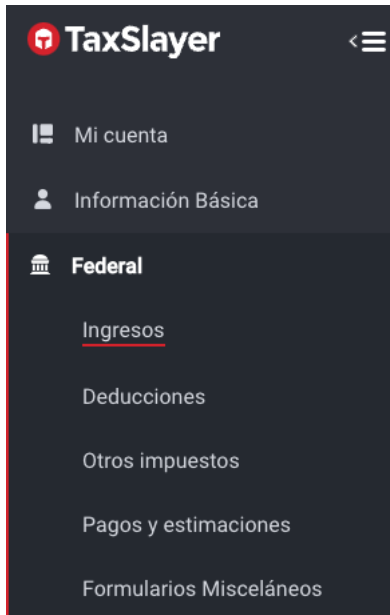 TaxSlayer
Mi cuenta
Información Básica
Federal
Ingresos
Deducciones
Otros impuestos
Pagos y estimaciones
Formularios Misceláneos